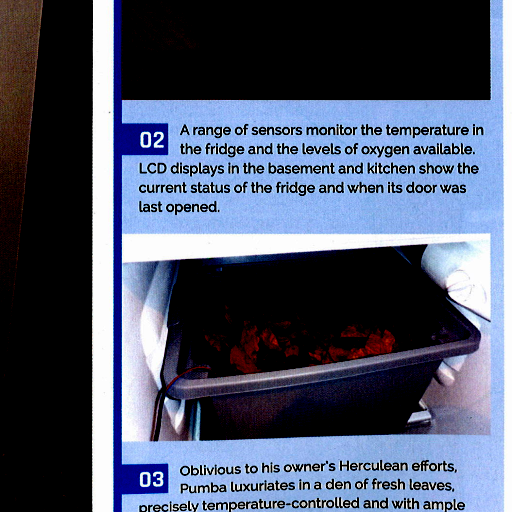 02
A range of sensors monitor the temperature in
the fridge and the levels of oxygen available.
LCD displays in the basement and kitchen show the
current status of the fridge and when its door was
last opened.
03
Oblivious to his owner's Herculean efforts,
Pumba luxuriates in a den of fresh leaves,
precisely temperature-controlled and with ample